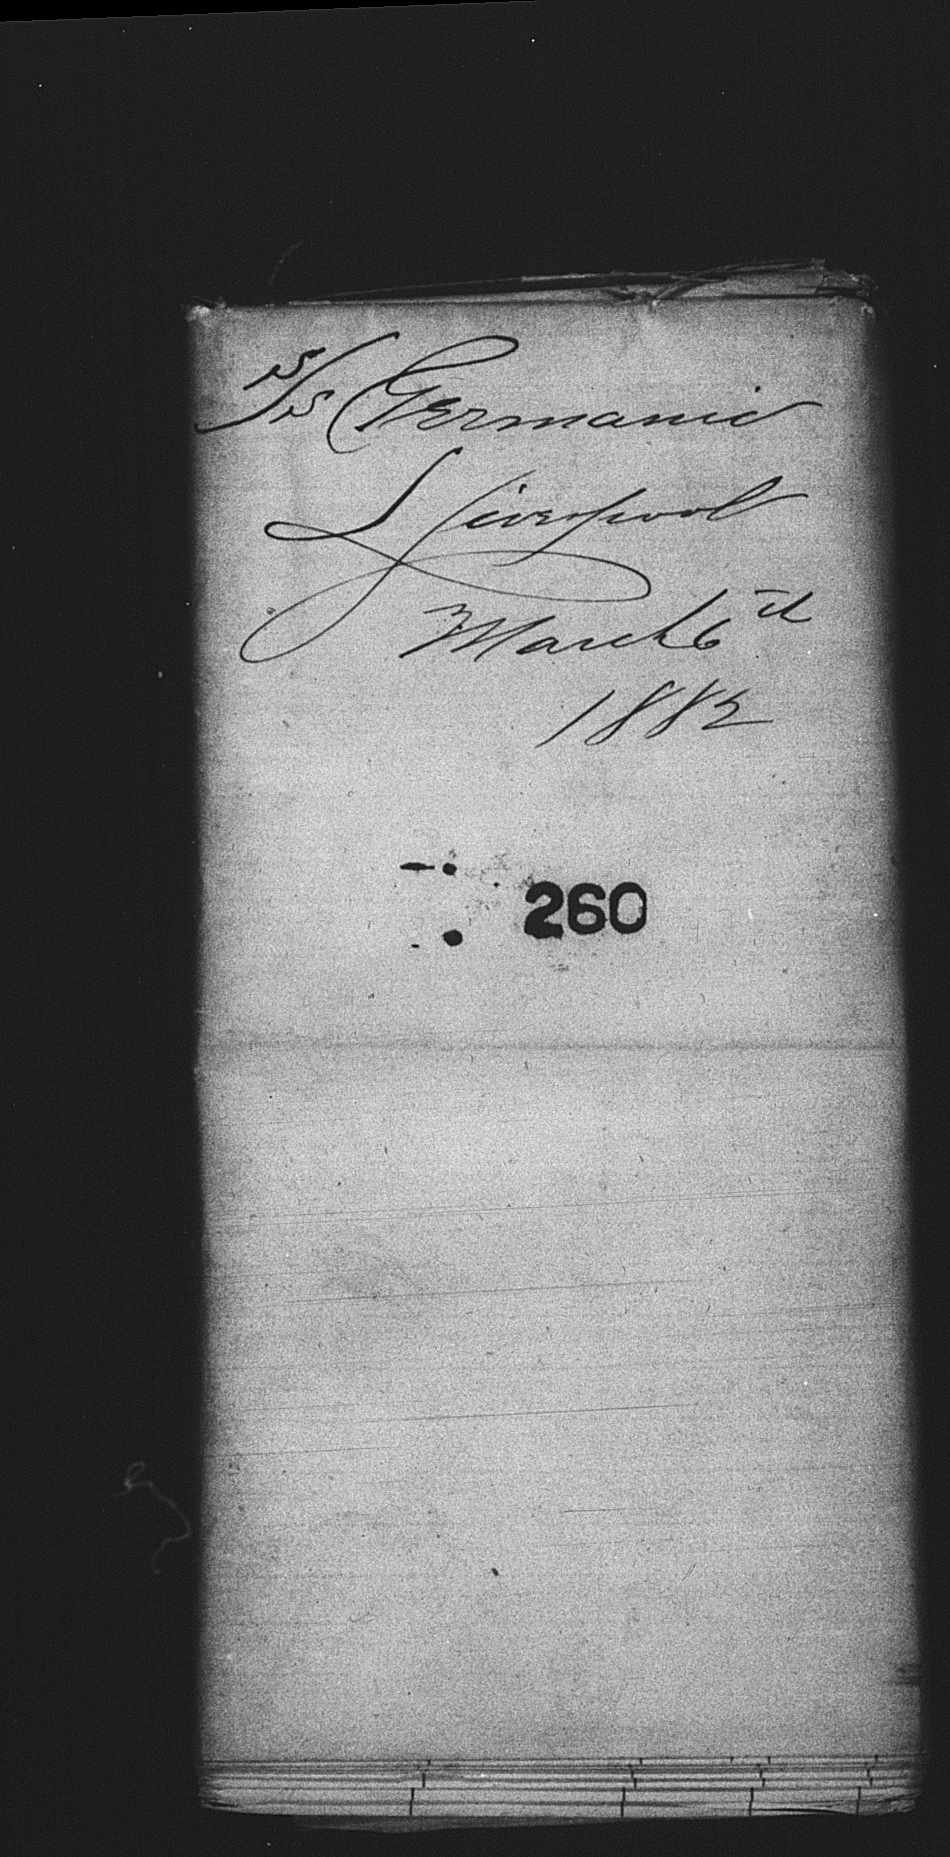 S/S Germanic
Liverpool
March 6th
1882
260